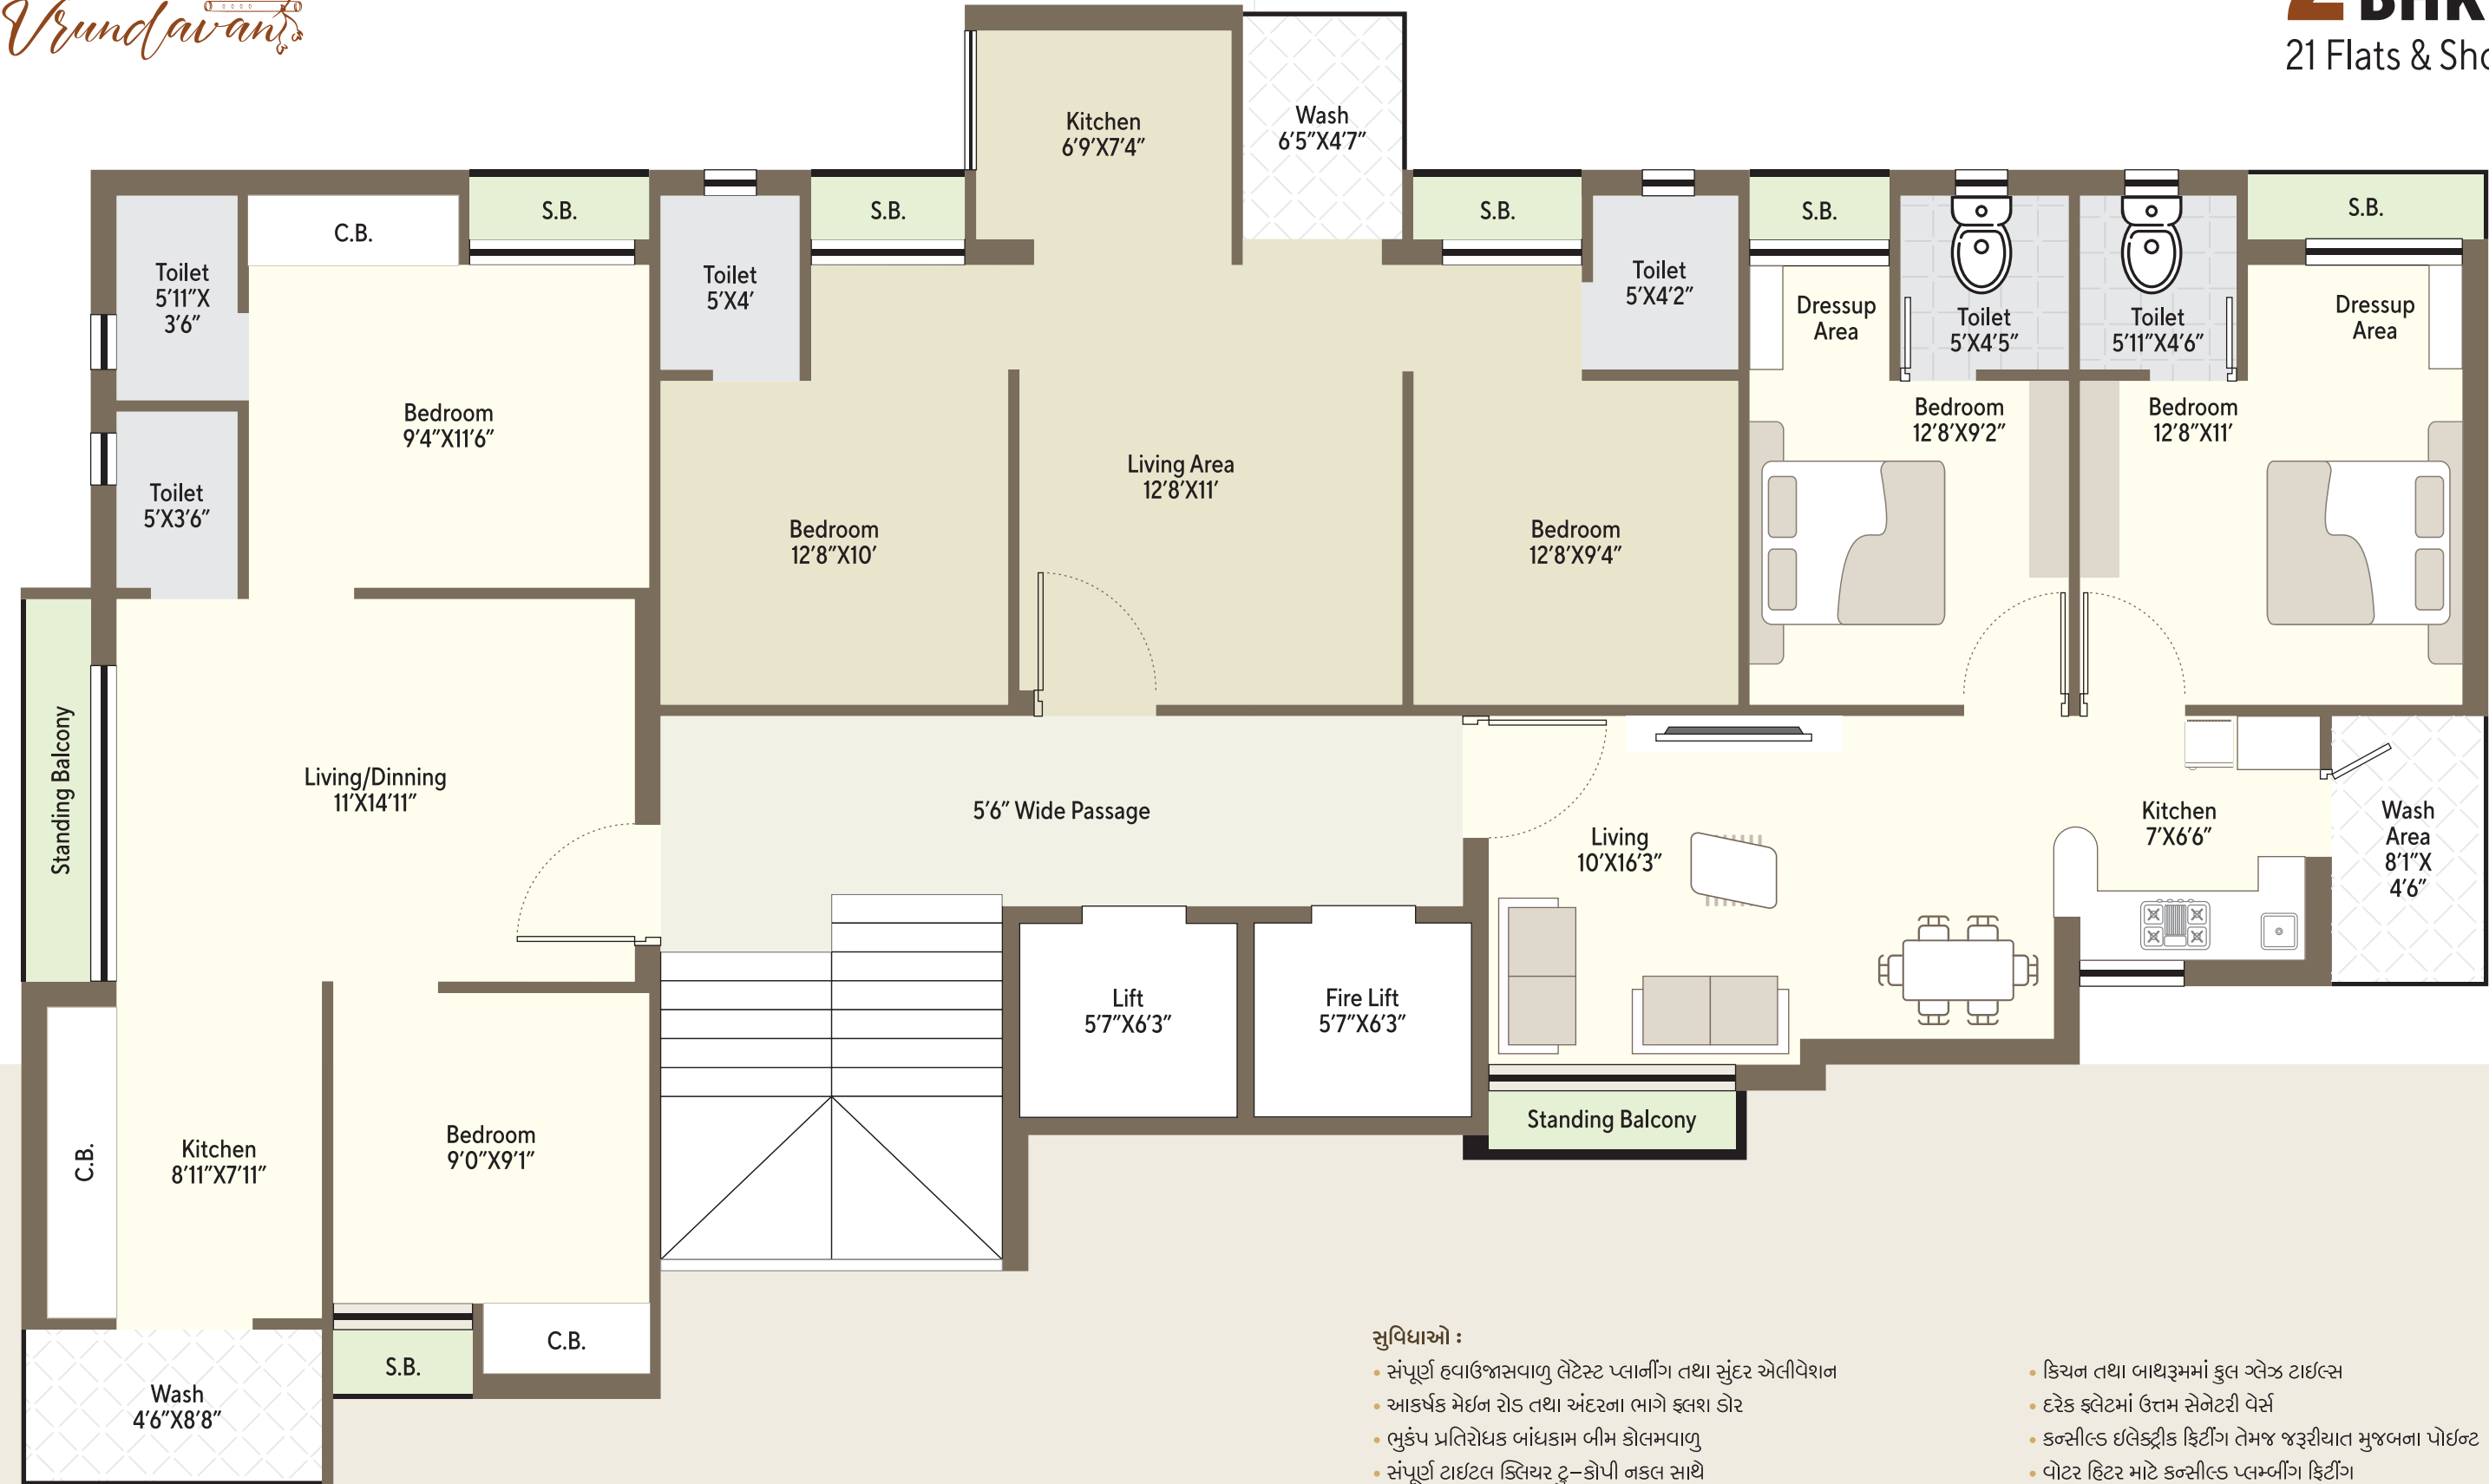 Vrundavan
2 BHK
21 Flats & Sho
Kitchen
6'9'X7'4"
Wash
6'5"X4'7"
S.B.
C.B.
S.B.
S.B.
S.B.
S.B.
Toilet
5'11"X
3'6"
Toilet
5'X4'
Toilet
5'X4'2"
Dressup
Area
Toilet
5'X4'5"
Toilet
5'11"X4'6"
Dressup
Area
Bedroom
9'4"X11'6"
Bedroom
12'8'X9'2"
Bedroom
12'8"X11'
Living Area
12'8'X11'
Toilet
5'X3'6"
Bedroom
12'8"X10'
Bedroom
12'8'X9'4"
Standing Balcony
Living/Dinning
11'X14'11"
5'6" Wide Passage
Living
10'X16'3"
Kitchen
7'X6'6"
Wash
Area
8'1"X
4'6"
Lift
5'7"X6'3"
Fire Lift
5'7"X6'3"
Standing Balcony
C.B.
Kitchen
8'11"X7'11"
Bedroom
9'0"X9'1"
C.B.
S.B.
Wash
4'6"X8'8"
સુવિધાઓ :
• સંપૂર્ણ હવાઉજાસવાળુ લેટેસ્ટ પ્લાનીંગ તથા સુંદર એલીવેશન
• આકર્ષક મેઈન રોડ તથા અંદરના ભાગે ફ્લશ ડોર
• ભુકંપ પ્રતિરોધક બાંધકામ બીમ કોલમવાળુ
• સંપૂર્ણ ટાઈટલ ક્લિયર ટ્રુ–કોપી નકલ સાથે
• કિચન તથા બાથરૂમમાં ફુલ ગ્લેઝ ટાઈલ્સ
• દરેક ફ્લેટમાં ઉત્તમ સેનેટરી વેર્સ
• કન્સીલ્ડ ઈલેક્ટ્રીક ફિટીંગ તેમજ જરૂરીયાત મુજબના પોઈન્ટ
• વોટર હિટર માટે કન્સીલ્ડ પ્લમ્બીંગ ફિટીંગ